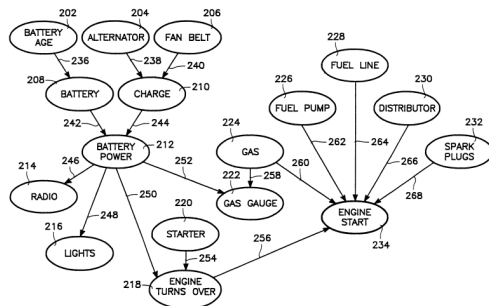 202
BATTERY
AGE
204
ALTERNATOR
206
FAN BELT
236
238
240
208
BATTERY
CHARGE
210
242
244
BATTERY
POWER
212
214
RADIO
246
248
216
LIGHTS
250
252
220
STARTER
254
218
ENGINE
TURNS OVER
256
224
GAS
258
222
GAS GAUGE
260
226
FUEL PUMP
262
228
FUEL LINE
264
230
DISTRIBUTOR
266
232
SPARK
PLUGS
268
ENGINE
START
234